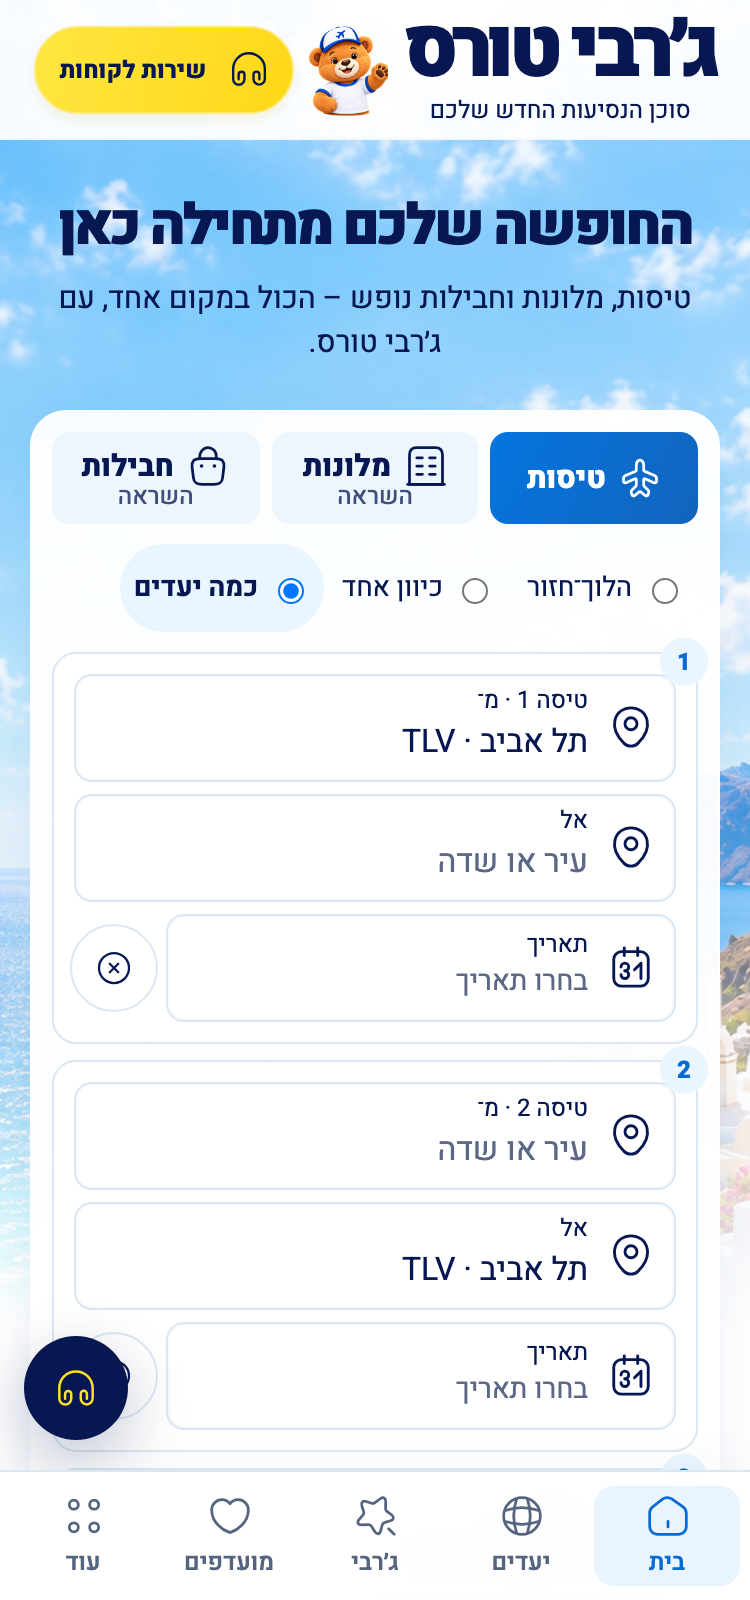 ג׳רבי טורס
סוכן הנסיעות החדש שלכם
שירות לקוחות
החופשה שלכם מתחילה כאן
טיסות, מלונות וחבילות נופש – הכול במקום אחד, עם
ג׳רבי טורס.
טיסות
מלונות
השראה
חבילות
השראה
הלוך־חזור
כיוון אחד
כמה יעדים
1
טיסה 1 · מ־
תל אביב · TLV
אל
עיר או שדה
תאריך
בחרו תאריך
31
2
טיסה 2 · מ־
עיר או שדה
אל
תל אביב · TLV
תאריך
בחרו תאריך
31
בית
יעדים
ג׳רבי
מועדפים
עוד